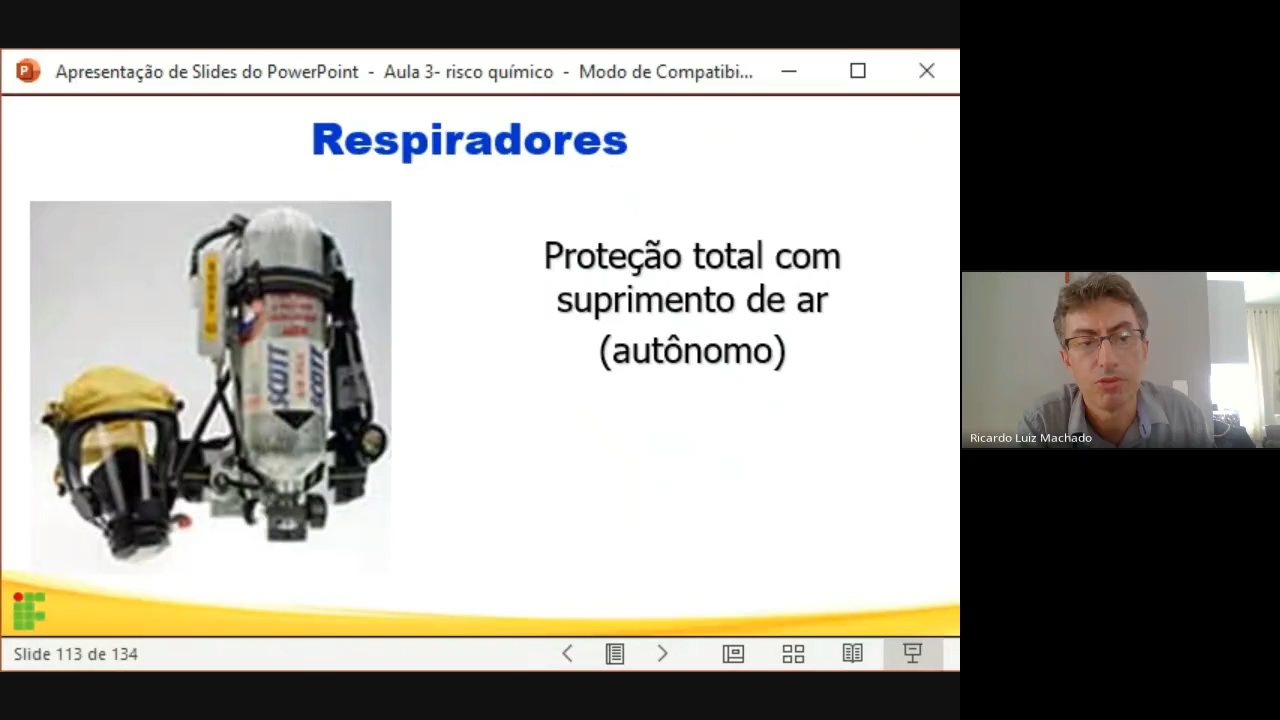 Apresentação de Slides do PowerPoint - Aula 3- risco químico - Modo de Compatibi...
Respiradores
SCOTT
SCOTT
Proteção total com
suprimento de ar
(autônomo)
Ricardo Luiz Machado
Slide 113 de 134